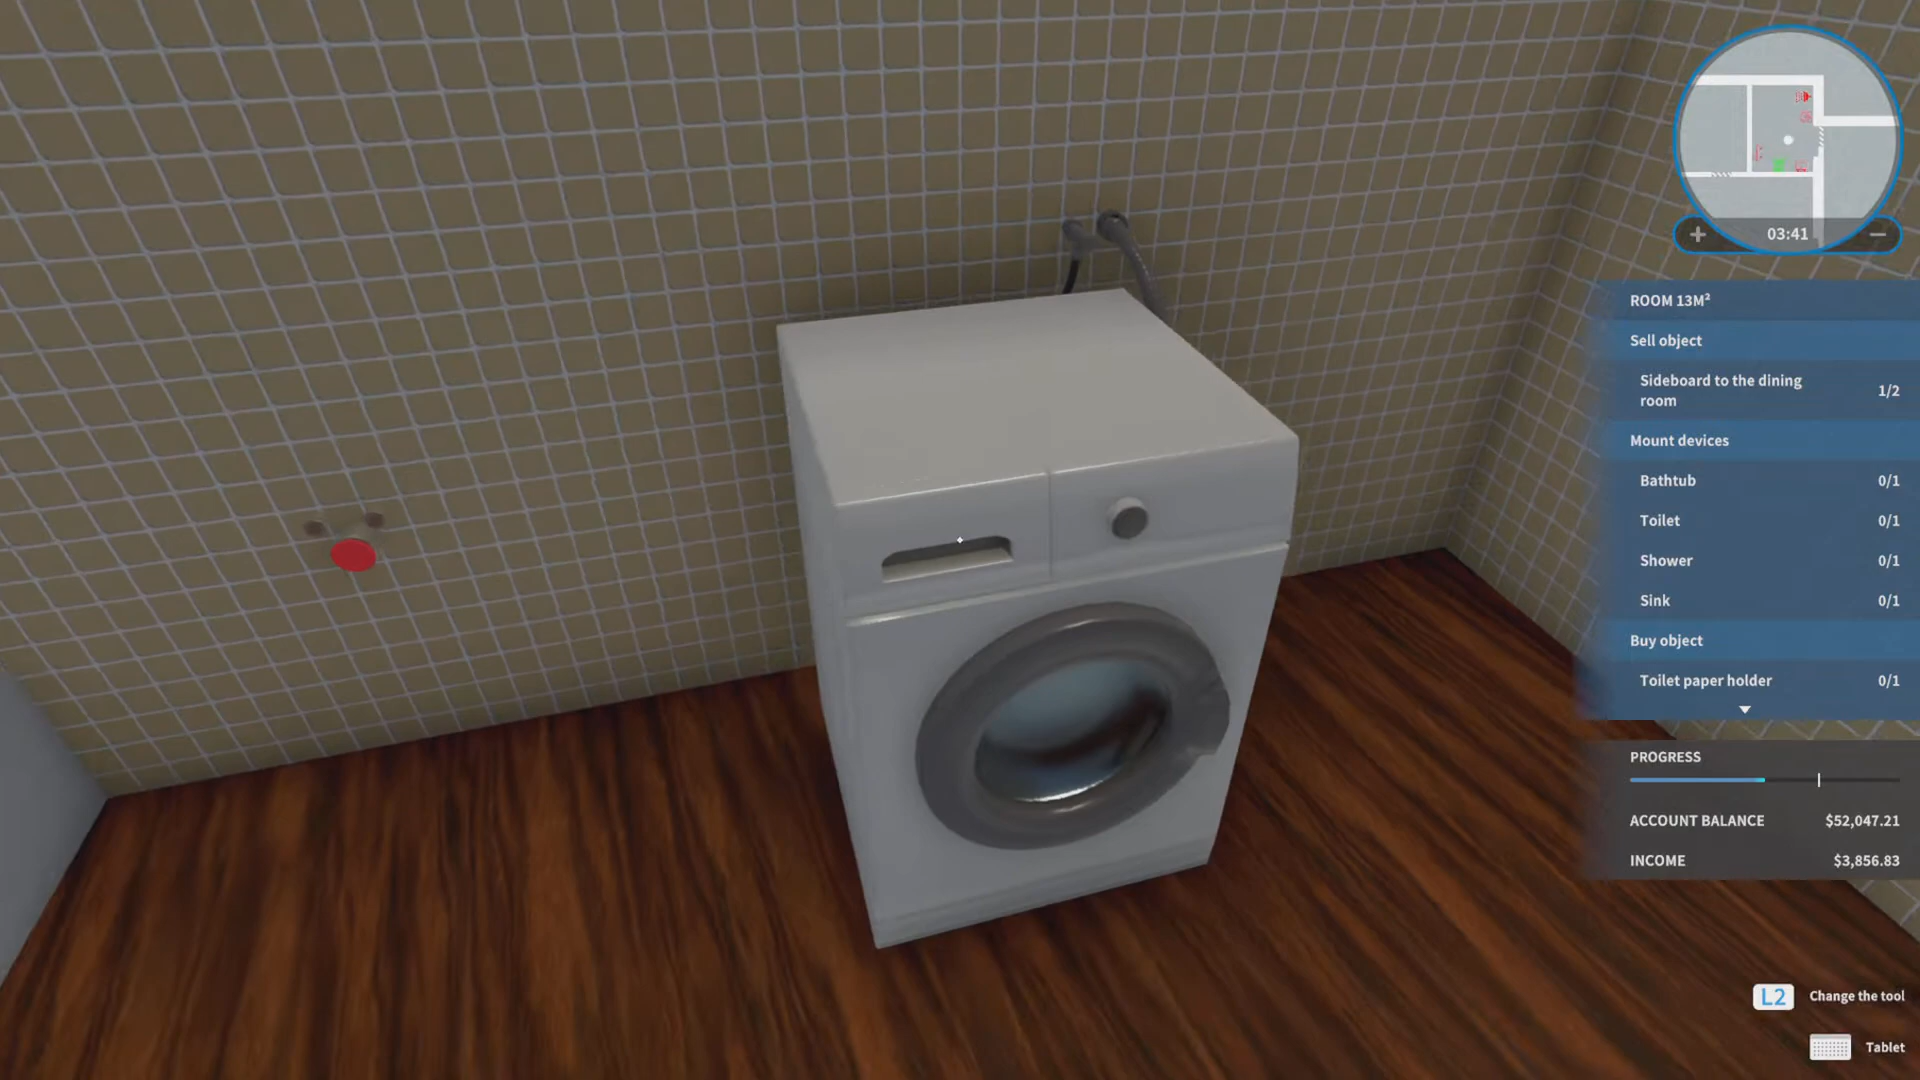 03:41
ROOM 13M²
Sell object
Sideboard to the dining
room
1/2
Mount devices
Bathtub 0/1
Toilet 0/1
Shower 0/1
Sink 0/1
Buy object
Toilet paper holder 0/1
PROGRESS
ACCOUNT BALANCE $52,047.21
INCOME $3,856.83
L2 Change the tool
Tablet